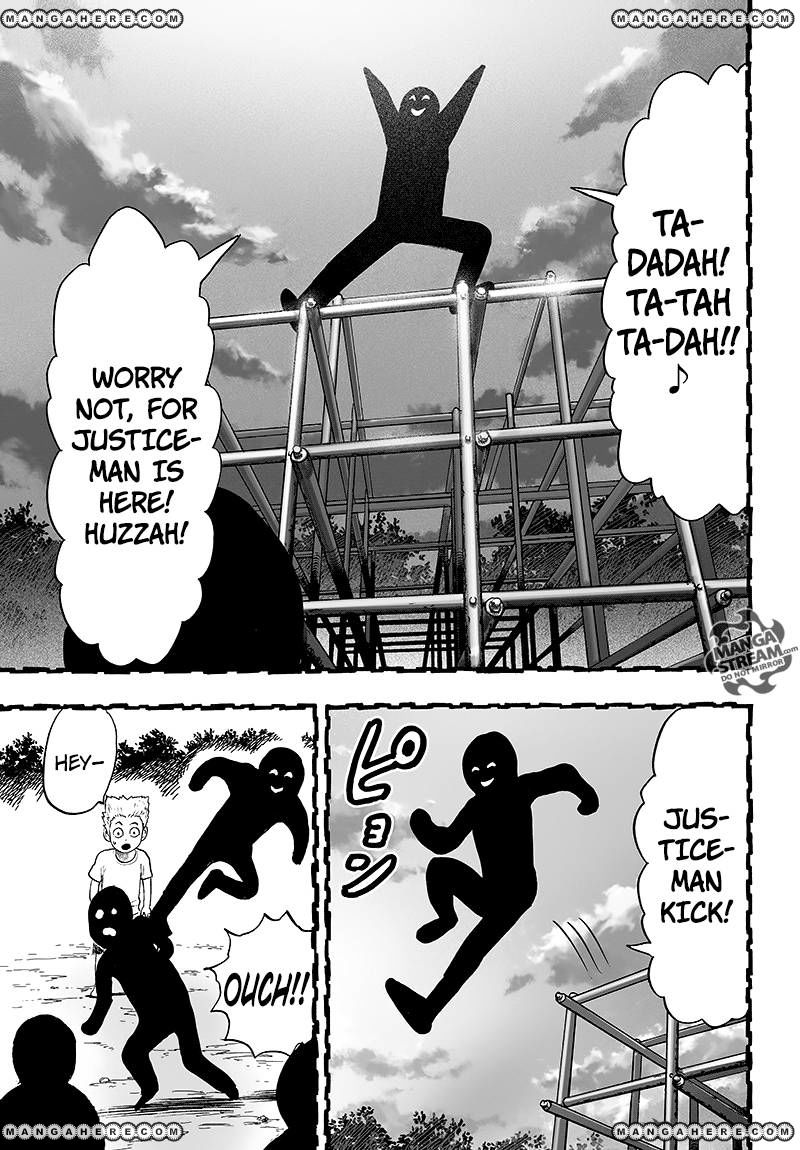 MANGAHERE.COM
MANGAHERE.COM
TA-
DADAH!
TA-TAH
TA-DAH!!
♪
WORRY
NOT, FOR
JUSTICE-
MAN IS
HERE!
HUZZAH!
MANGA
-STREAM.com
DO NOT MIRROR
JUS-
TICE-
MAN
KICK!
ピョン
HEY-
OUCH!!
MANGAHERE.COM
MANGAHERE.COM